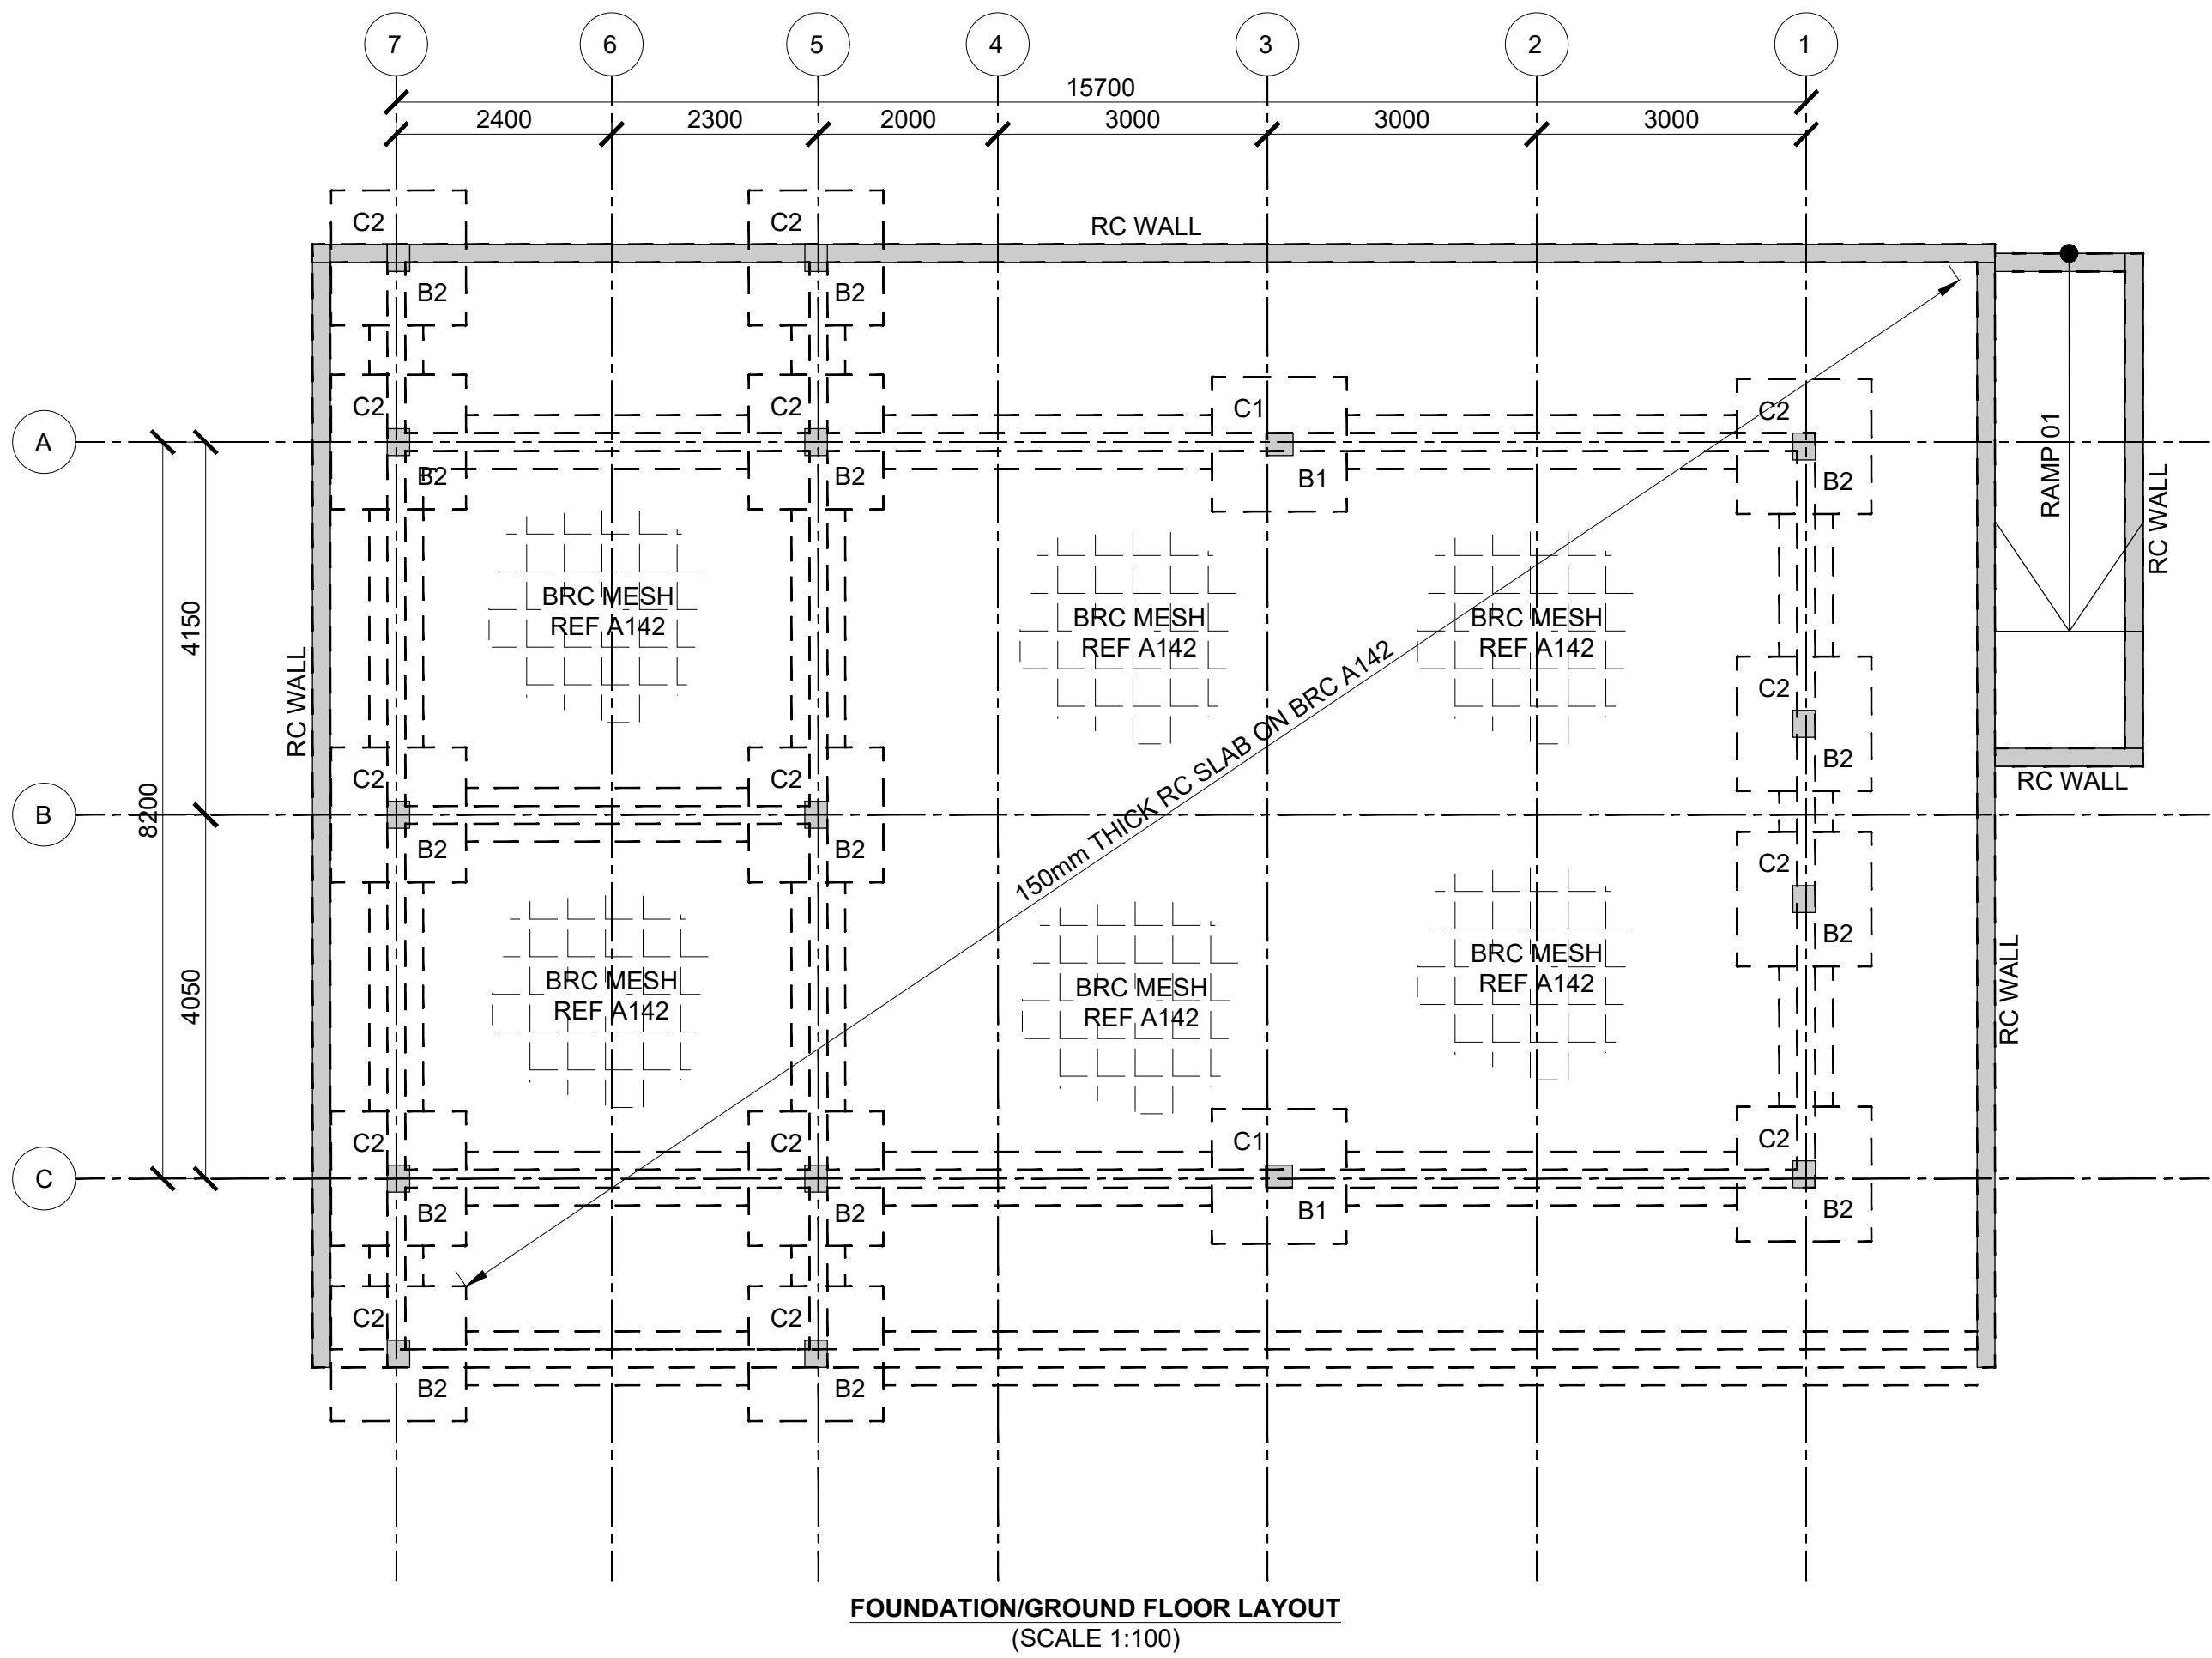 7 6 5 4 3 2 1
15700
2400 2300 2000 3000 3000 3000
C2 C2
RC WALL
B2 B2
C2 C2 C1 C2
A
B2 B2 B1 B2
RAMP 01
RC WALL
BRC MESH
REF A142
BRC MESH
REF A142
BRC MESH
REF A142
4150
RC WALL
150mm THICK RC SLAB ON BRC A142
C2
B2
RC WALL
C2 C2
8200
B
B2 B2
C2
B2
BRC MESH
REF A142
BRC MESH
REF A142
BRC MESH
REF A142
4050
RC WALL
C2 C2 C1 C2
C
B2 B2 B1 B2
C2 C2
B2 B2
FOUNDATION/GROUND FLOOR LAYOUT
(SCALE 1:100)